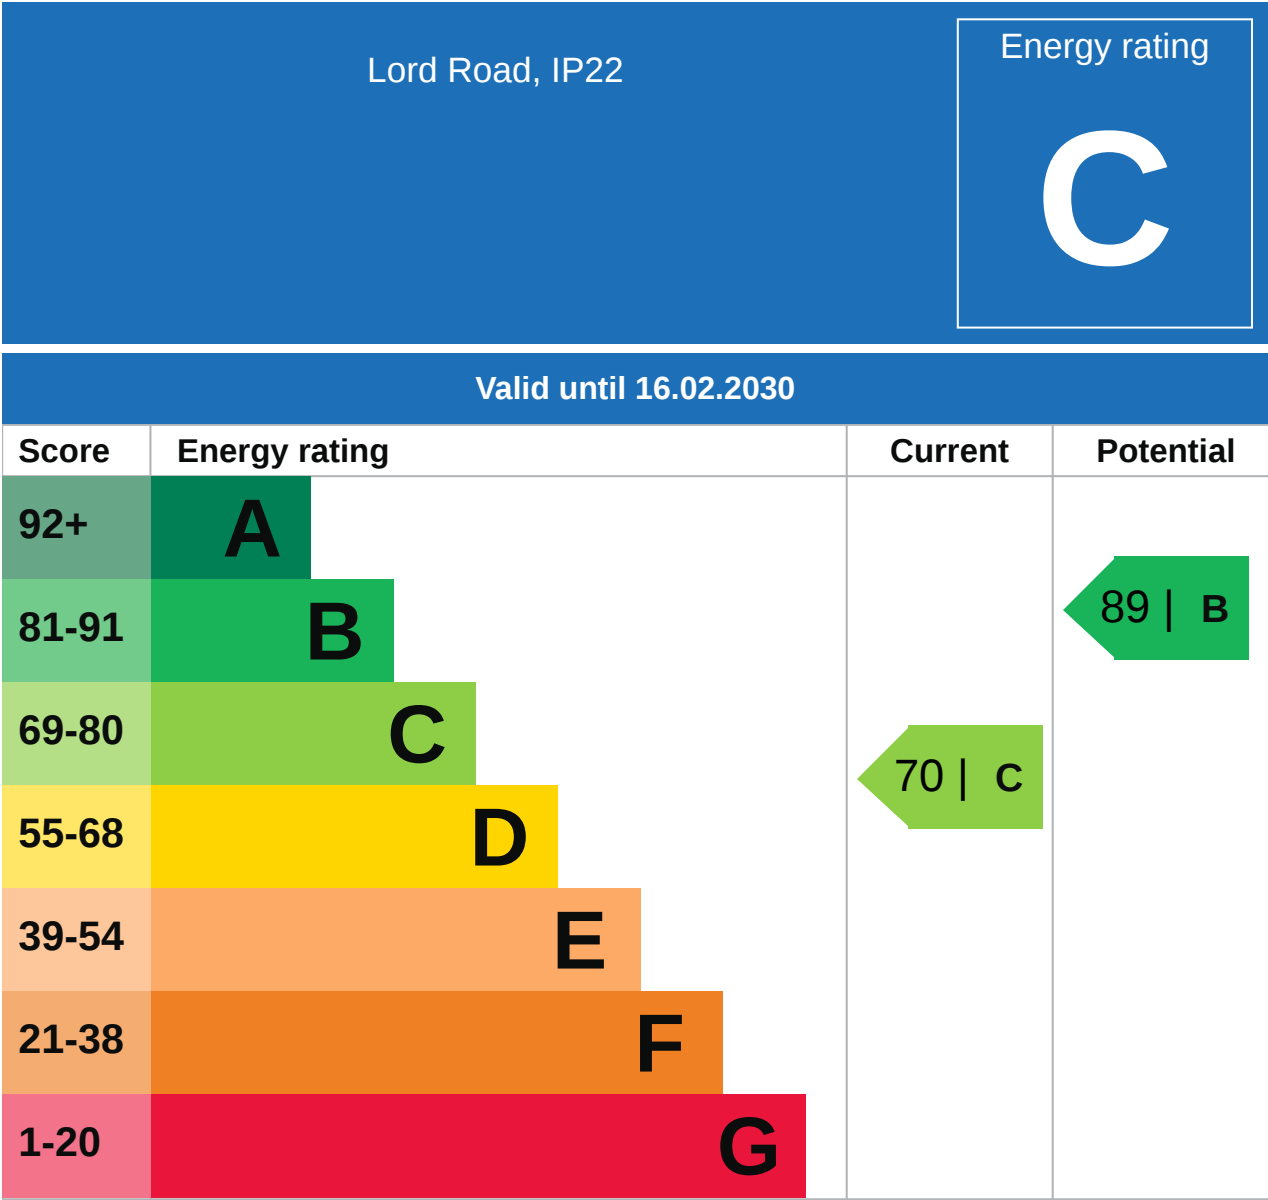 Lord Road, IP22
Energy rating
C
Valid until 16.02.2030
Score Energy rating Current Potential
92+ A
81-91 B 89 | B
69-80 C 70 | C
55-68 D
39-54 E
21-38 F
1-20 G